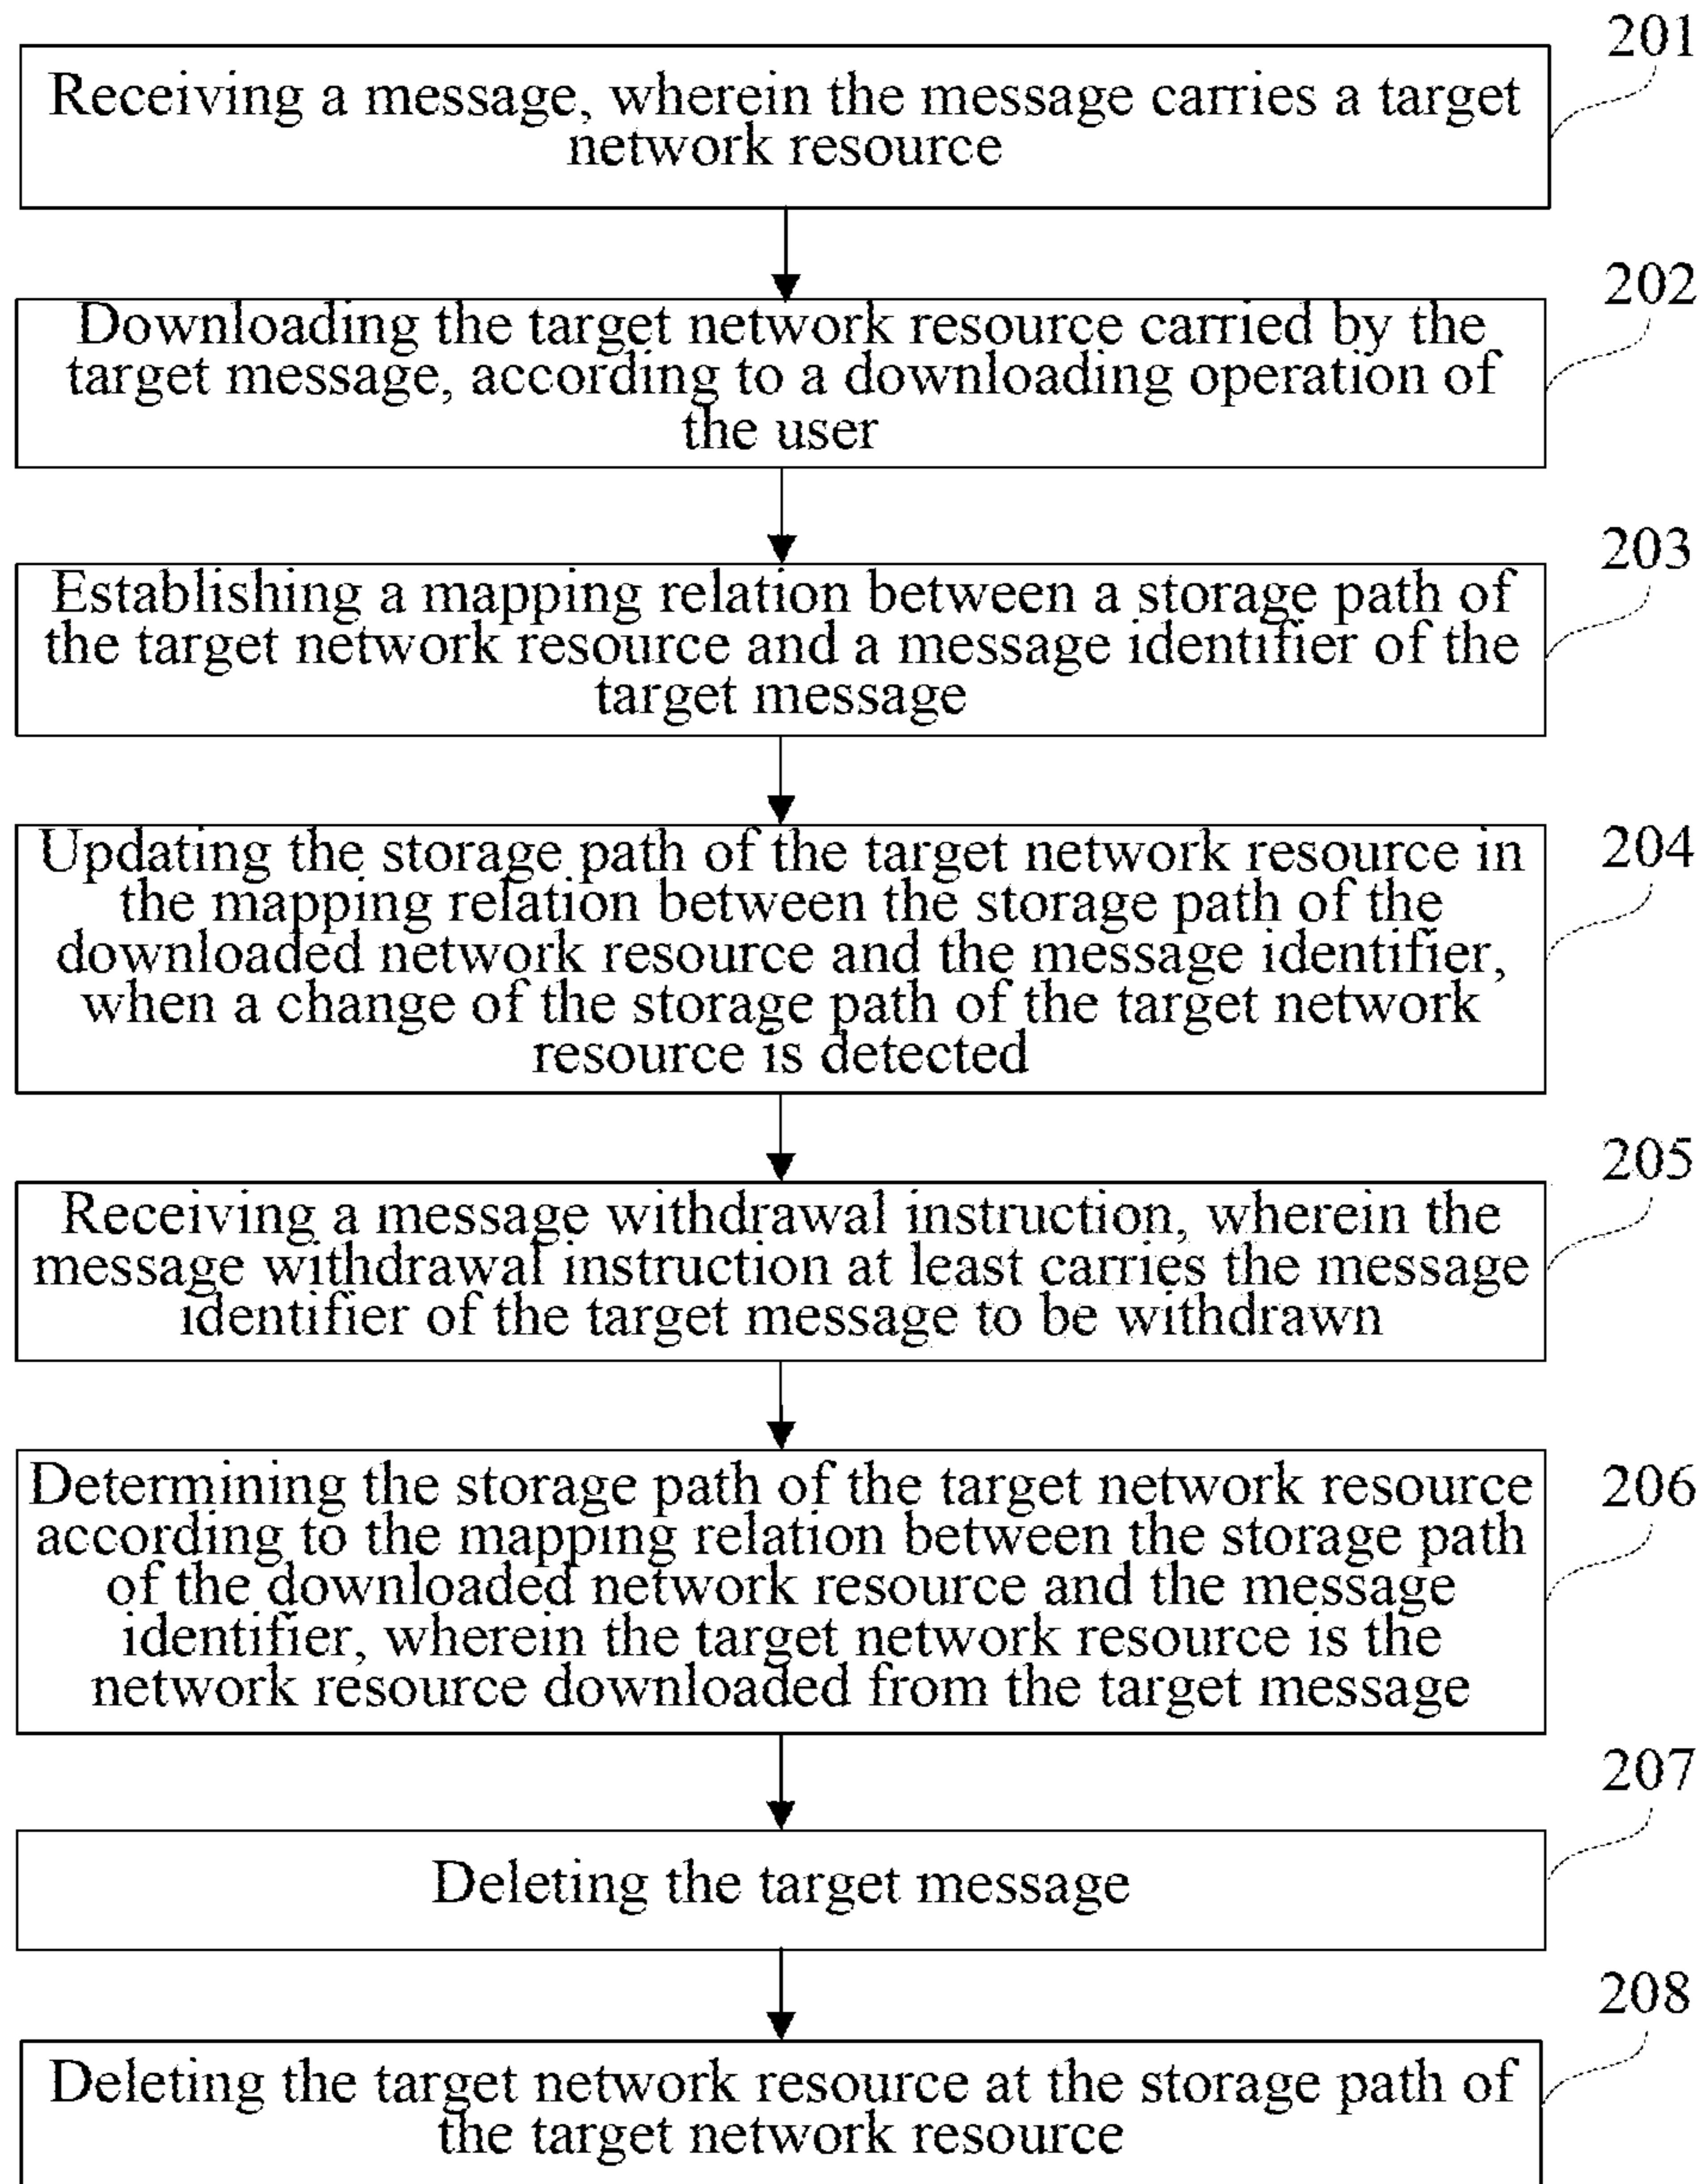 201
Receiving a message, wherein the message carries a target
network resource
202
Downloading the target network resource carried by the
target message, according to a downloading operation of
the user
203
Establishing a mapping relation between a storage path of
the target network resource and a message identifier of the
target message
204
Updating the storage path of the target network resource in
the mapping relation between the storage path of the
downloaded network resource and the message identifier,
when a change of the storage path of the target network
resource is detected
205
Receiving a message withdrawal instruction, wherein the
message withdrawal instruction at least carries the message
identifier of the target message to be withdrawn
206
Determining the storage path of the target network resource
according to the mapping relation between the storage path
of the downloaded network resource and the message
identifier, wherein the target network resource is the
network resource downloaded from the target message
207
Deleting the target message
208
Deleting the target network resource at the storage path of
the target network resource